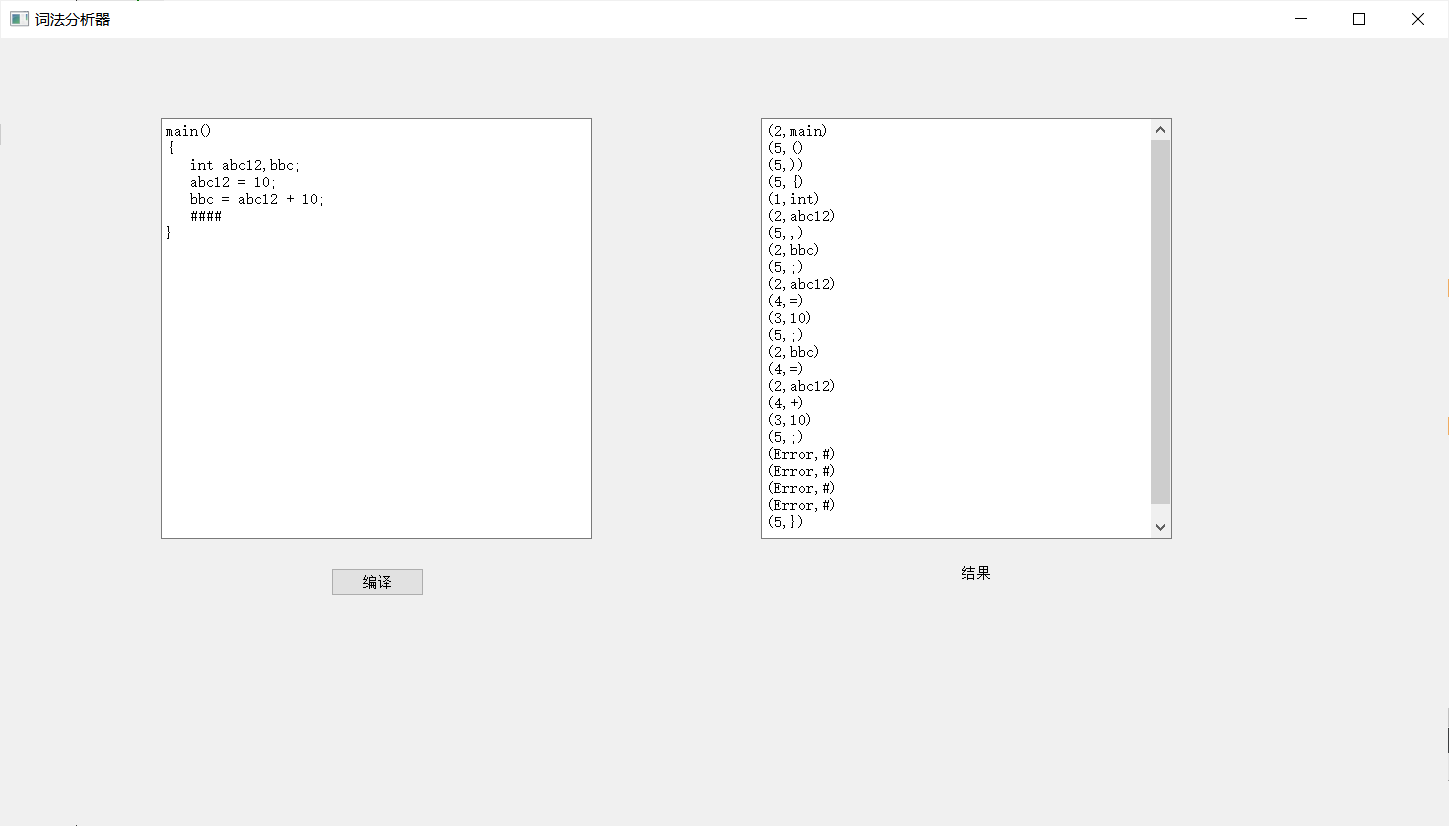 词法分析器
main()
{
   int abc12,bbc;
   abc12 = 10;
   bbc = abc12 + 10;
   ####
}
编译
(2,main)
(5,()
(5,))
(5,{)
(1,int)
(2,abc12)
(5,,)
(2,bbc)
(5,;)
(2,abc12)
(4,=)
(3,10)
(5,;)
(2,bbc)
(4,=)
(2,abc12)
(4,+)
(3,10)
(5,;)
(Error,#)
(Error,#)
(Error,#)
(Error,#)
(5,})
结果